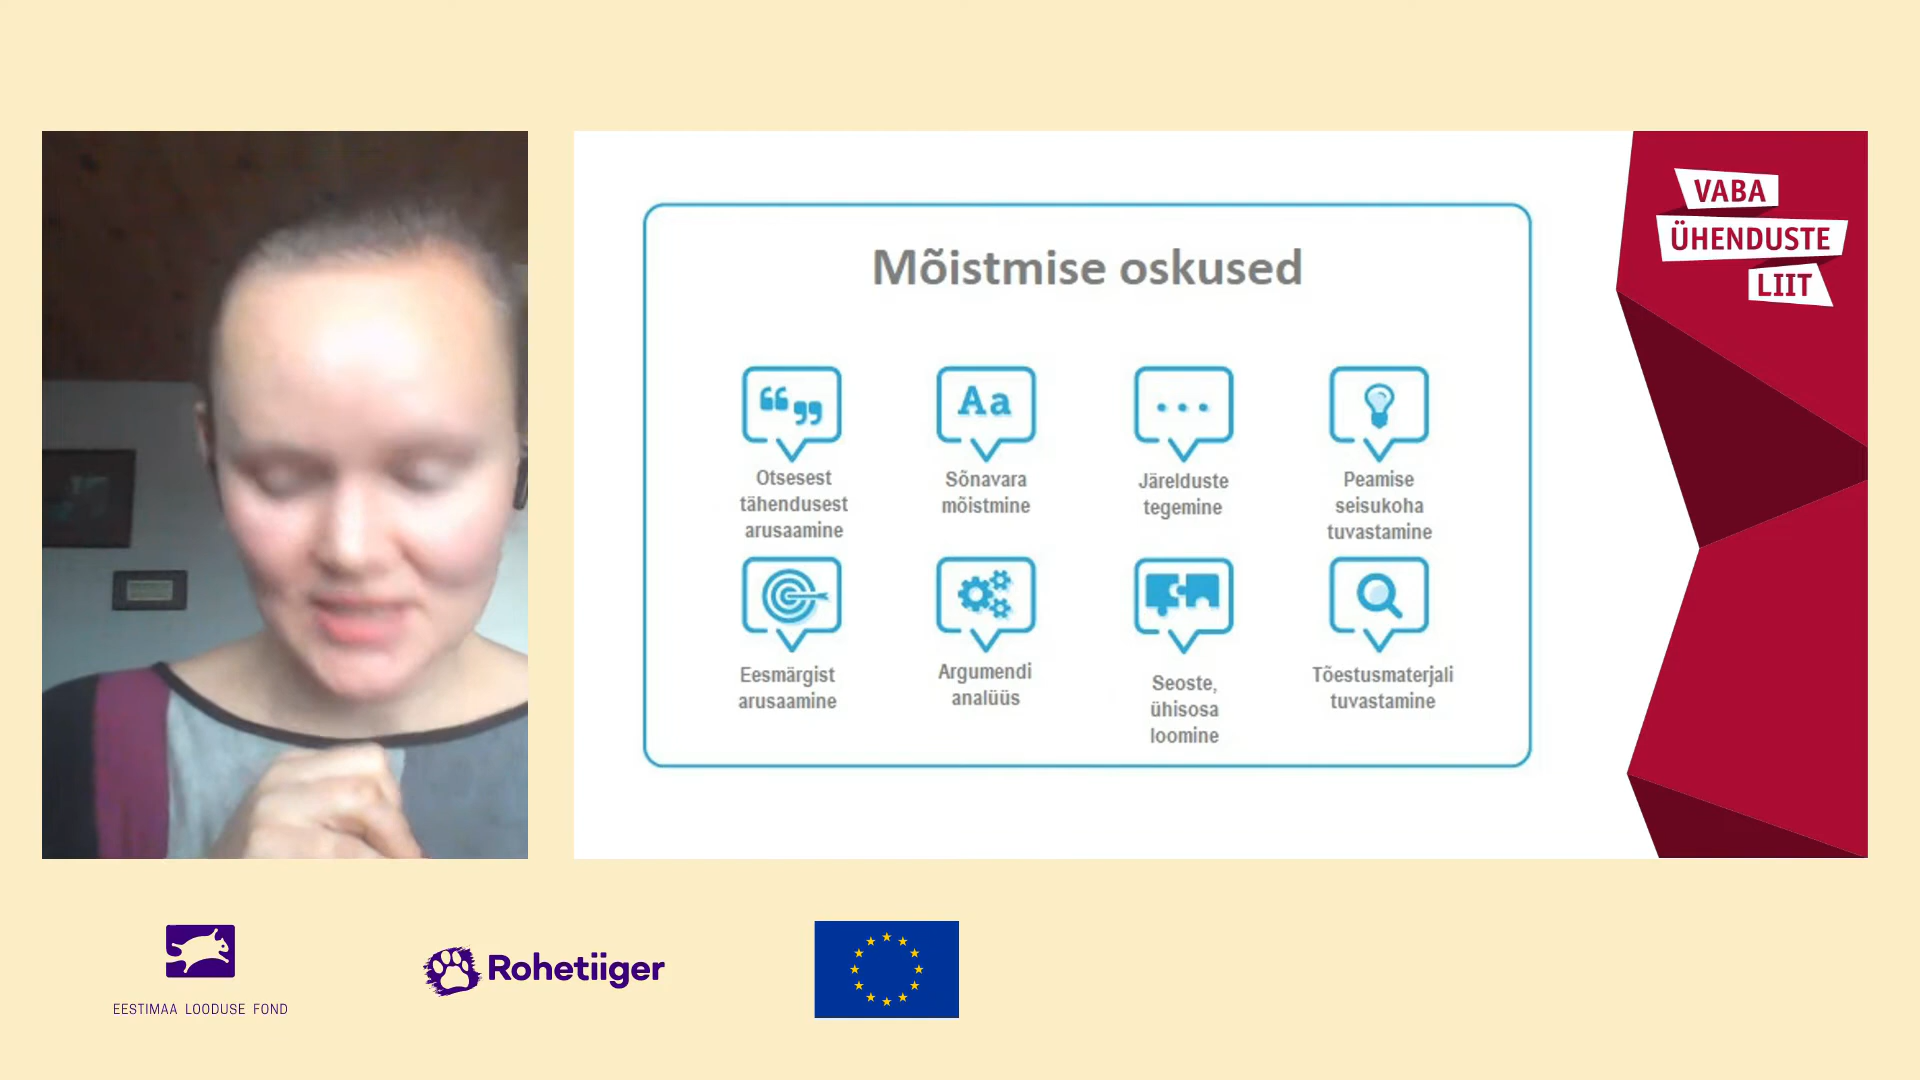 VABA
ÜHENDUSTE
LIIT
Mõistmise oskused
Otsesest
tähendusest
arusaamine
Aa
Sõnavara
mõistmine
Järelduste
tegemine
Peamise
seisukoha
tuvastamine
Eesmärgist
arusaamine
Argumendi
analüüs
Seoste,
ühisosa
loomine
Tõestusmaterjali
tuvastamine
EESTIMAA LOODUSE FOND
Rohetiiger